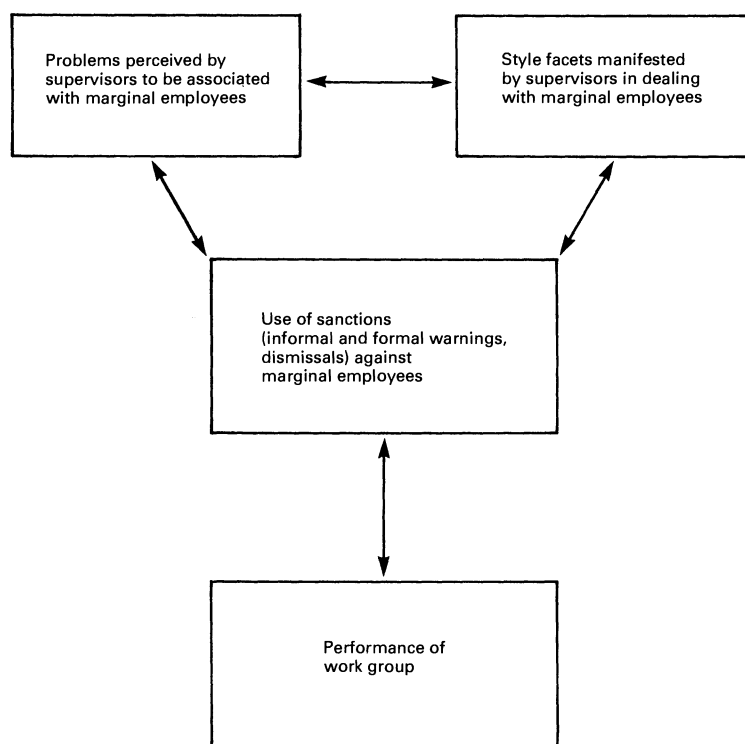 Problems perceived by
supervisors to be associated
with marginal employees
Style facets manifested
by supervisors in dealing
with marginal employees
Use of sanctions
(informal and formal warnings,
dismissals) against
marginal employees
Performance of
work group